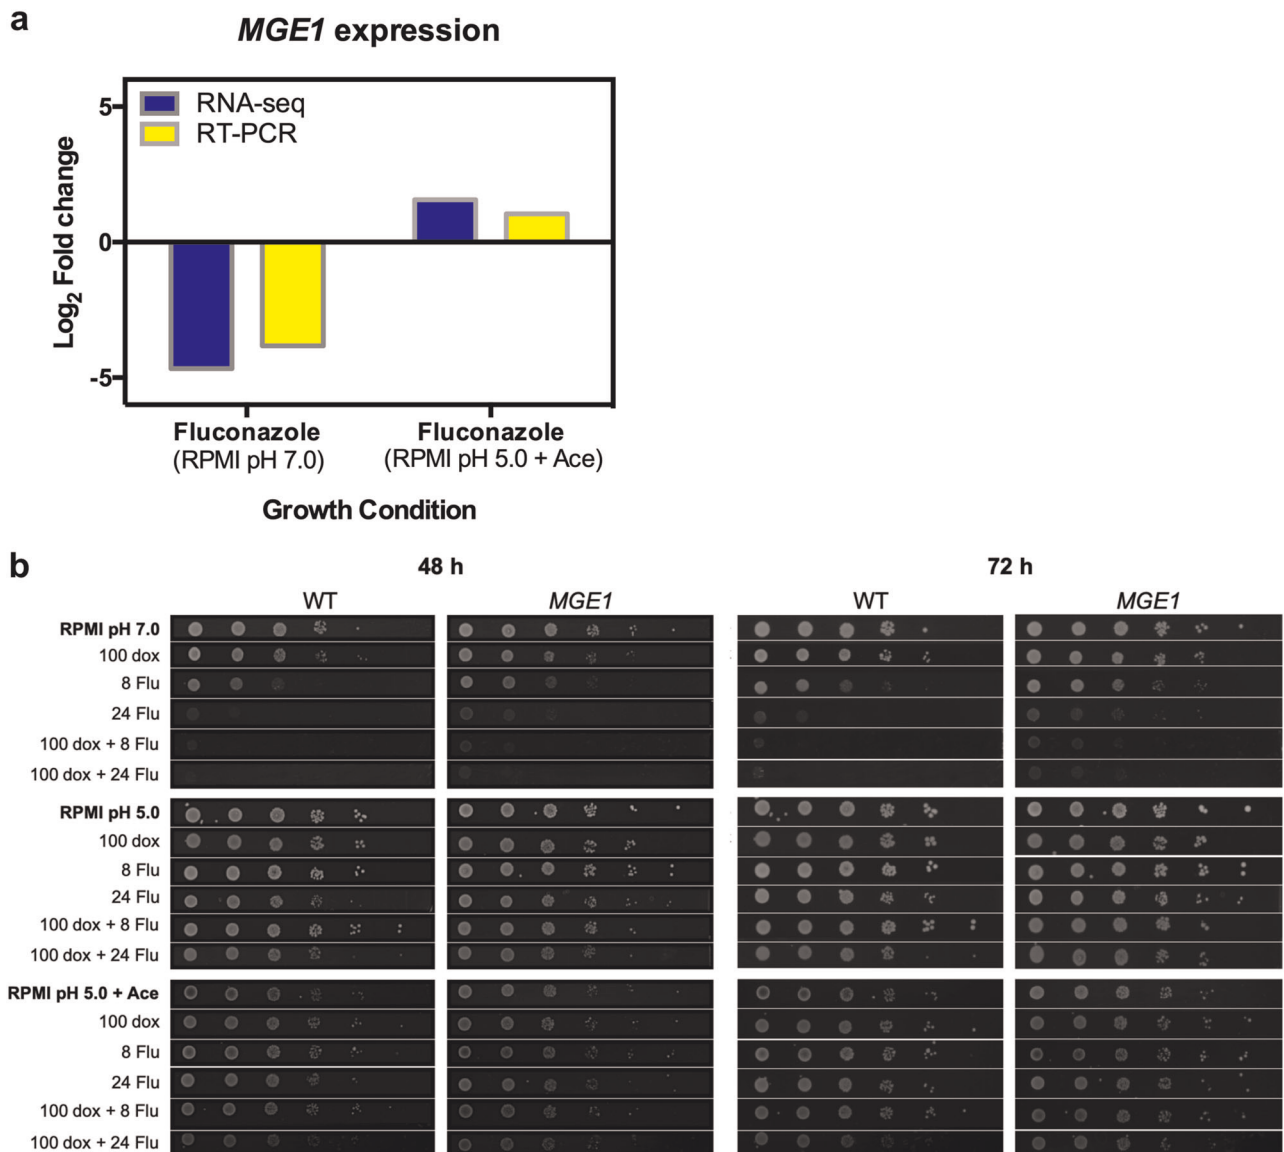 a
MGE1 expression
RNA-seq
RT-PCR
5
0
-5
Log2 Fold change
Fluconazole
(RPMI pH 7.0)
Fluconazole
(RPMI pH 5.0 + Ace)
Growth Condition
b
48 h
72 h
WT
MGE1
WT
MGE1
RPMI pH 7.0
100 dox
8 Flu
24 Flu
100 dox + 8 Flu
100 dox + 24 Flu
RPMI pH 5.0
100 dox
8 Flu
24 Flu
100 dox + 8 Flu
100 dox + 24 Flu
RPMI pH 5.0 + Ace
100 dox
8 Flu
24 Flu
100 dox + 8 Flu
100 dox + 24 Flu